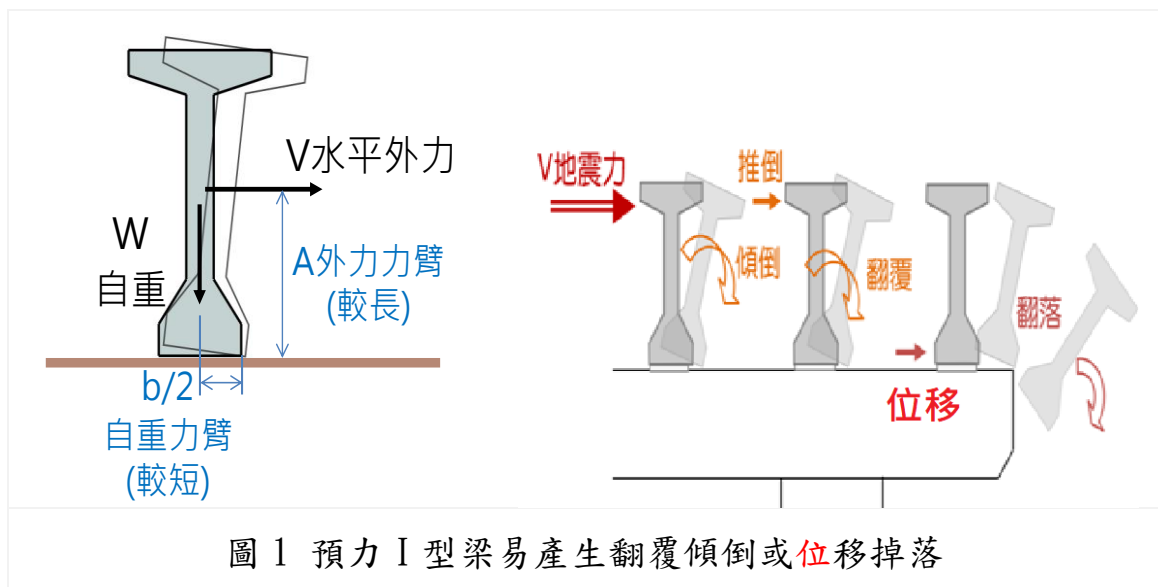 V水平外力
W
自重
A外力力臂
(較長)
b/2
自重力臂
(較短)
V地震力
推倒
傾倒
翻覆
翻落
位移
圖1 預力I型梁易產生翻覆傾倒或位移掉落